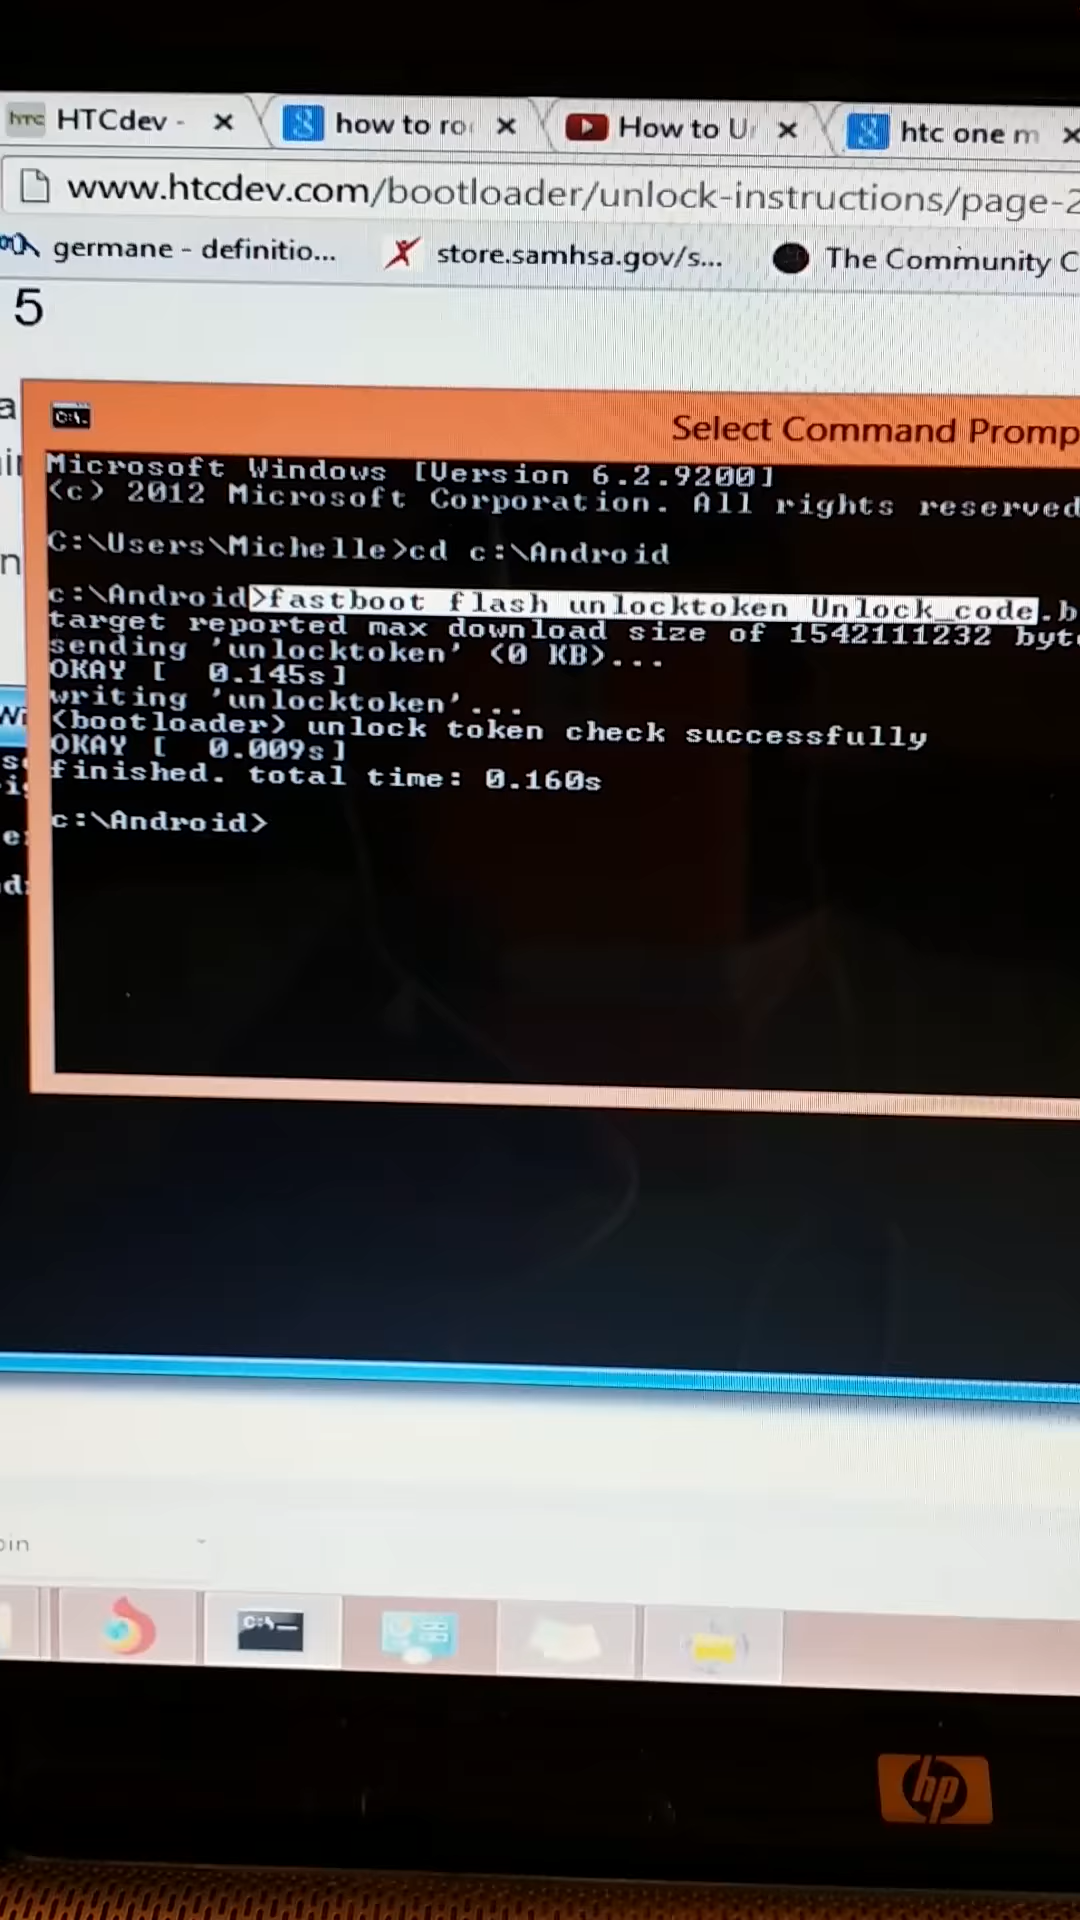 htc HTCdev - × 8 how to ro × How to U × 8 htc one m ×
www.htcdev.com/bootloader/unlock-instructions/page-2
germane - definitio... store.samhsa.gov/s... The Community C
5
C:\. Select Command Promp
Microsoft Windows [Version 6.2.9200]
(c) 2012 Microsoft Corporation. All rights reserved
C:\Users\Michelle>cd c:\Android
c:\Android>fastboot flash unlocktoken Unlock_code.b
target reported max download size of 1542111232 byt
sending 'unlocktoken' (0 KB)...
OKAY [  0.145s]
writing 'unlocktoken'...
(bootloader) unlock token check successfully
OKAY [  0.009s]
finished. total time: 0.160s
c:\Android>
bin
C:\
hp